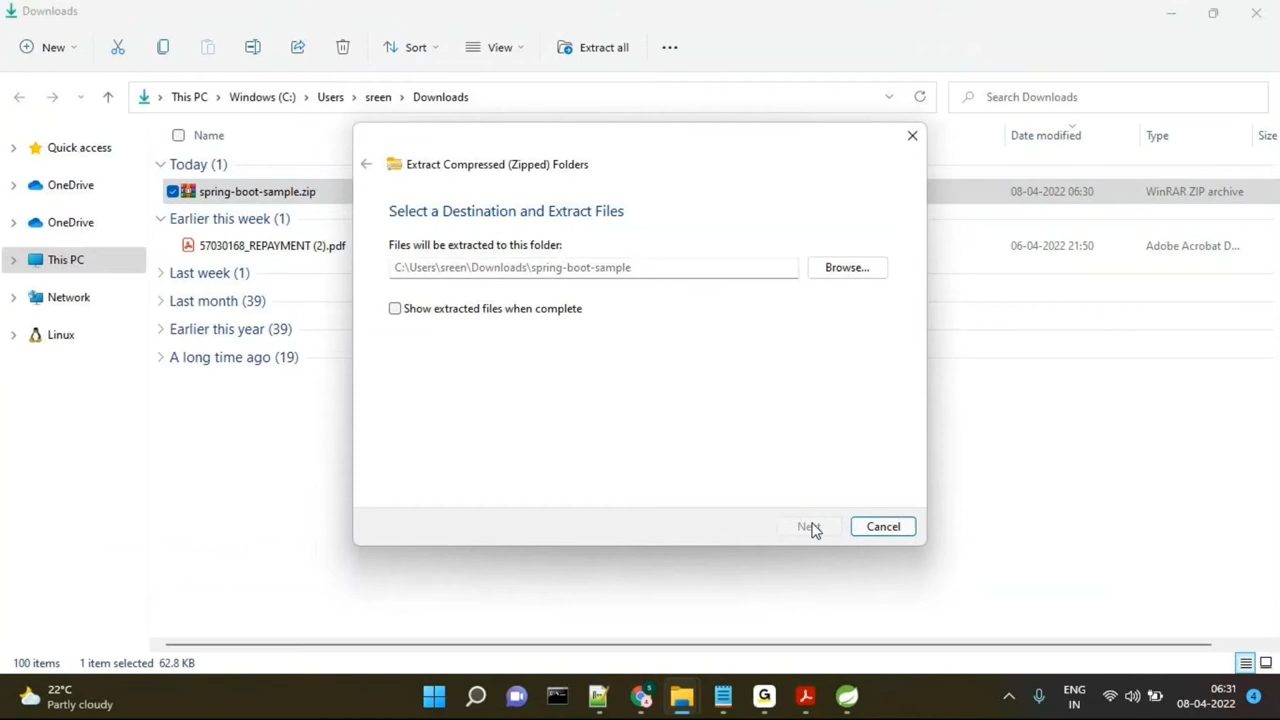 Downloads
New
Sort
View
Extract all
This PC
Windows (C:)
Users
sreen
Downloads
Search Downloads
Quick access
OneDrive
OneDrive
This PC
Network
Linux
Name
Date modified
Type
Size
Today (1)
spring-boot-sample.zip
08-04-2022 06:30
WinRAR ZIP archive
Earlier this week (1)
57030168_REPAYMENT (2).pdf
06-04-2022 21:50
Adobe Acrobat D...
Last week (1)
Last month (39)
Earlier this year (39)
A long time ago (19)
Extract Compressed (Zipped) Folders
Select a Destination and Extract Files
Files will be extracted to this folder:
C:\Users\sreen\Downloads\spring-boot-sample
Browse...
Show extracted files when complete
Cancel
100 items
1 item selected 62.8 KB
22°C
Partly cloudy
ENG
IN
06:31
08-04-2022
4